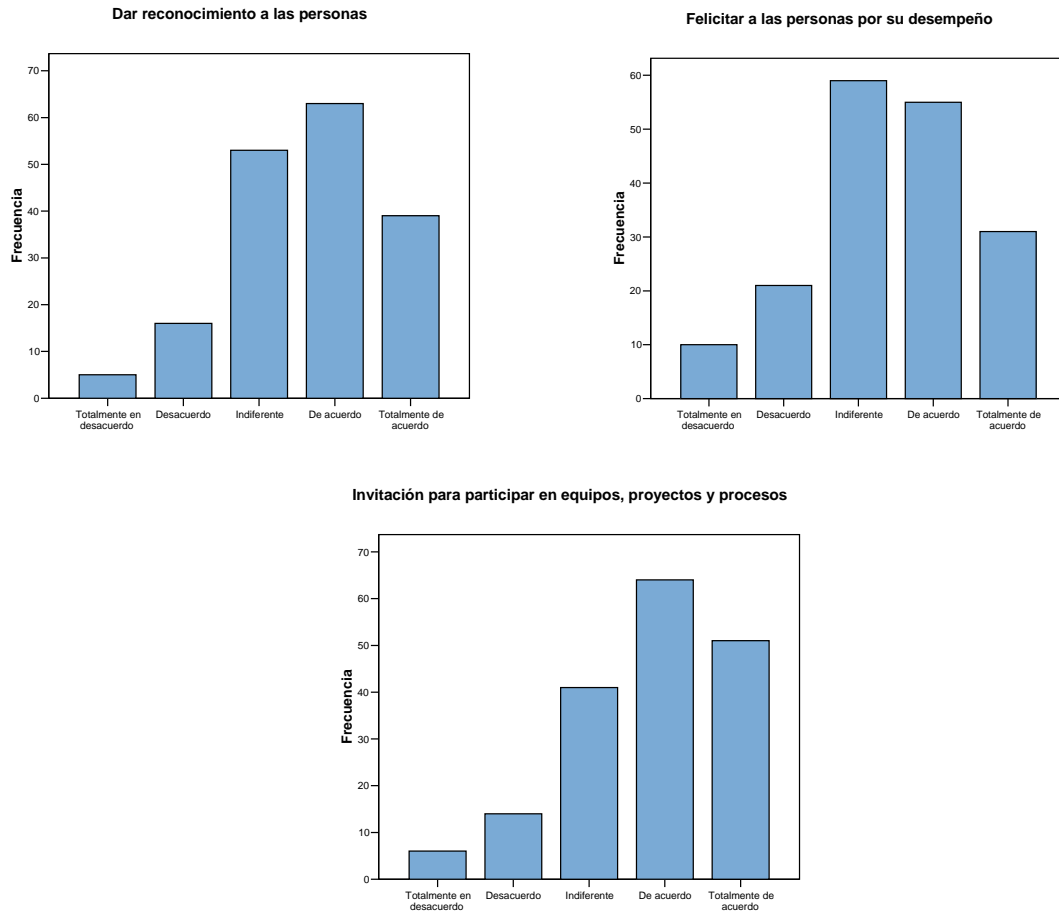 Dar reconocimiento a las personas
70
60
50
40
30
20
10
0
Frecuencia
Totalmente en
desacuerdo
Desacuerdo
Indiferente
De acuerdo
Totalmente de
acuerdo
Felicitar a las personas por su desempeño
60
50
40
30
20
10
0
Frecuencia
Totalmente en
desacuerdo
Desacuerdo
Indiferente
De acuerdo
Totalmente de
acuerdo
Invitación para participar en equipos, proyectos y procesos
70
60
50
40
30
20
10
0
Frecuencia
Totalmente en
desacuerdo
Desacuerdo
Indiferente
De acuerdo
Totalmente de
acuerdo